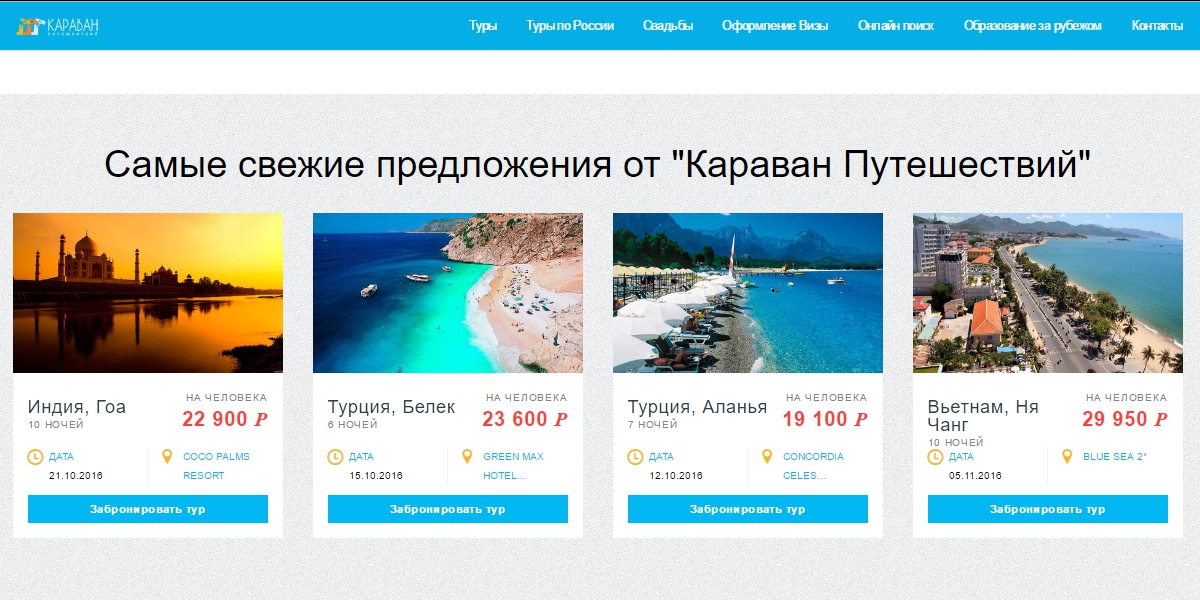 КАРАВАН
путешествий
Туры
Туры по России
Свадьбы
Оформление Визы
Онлайн поиск
Образование за рубежом
Контакты
Самые свежие предложения от "Караван Путешествий"
Индия, Гоа
10 НОЧЕЙ
НА ЧЕЛОВЕКА
22 900 Р
ДАТА
21.10.2016
COCO PALMS
RESORT
Забронировать тур
Турция, Белек
6 НОЧЕЙ
НА ЧЕЛОВЕКА
23 600 Р
ДАТА
15.10.2016
GREEN MAX
HOTEL...
Забронировать тур
Турция, Аланья
7 НОЧЕЙ
НА ЧЕЛОВЕКА
19 100 Р
ДАТА
12.10.2016
CONCORDIA
CELES...
Забронировать тур
Вьетнам, Ня
Чанг
10 НОЧЕЙ
НА ЧЕЛОВЕКА
29 950 Р
ДАТА
05.11.2016
BLUE SEA 2*
Забронировать тур